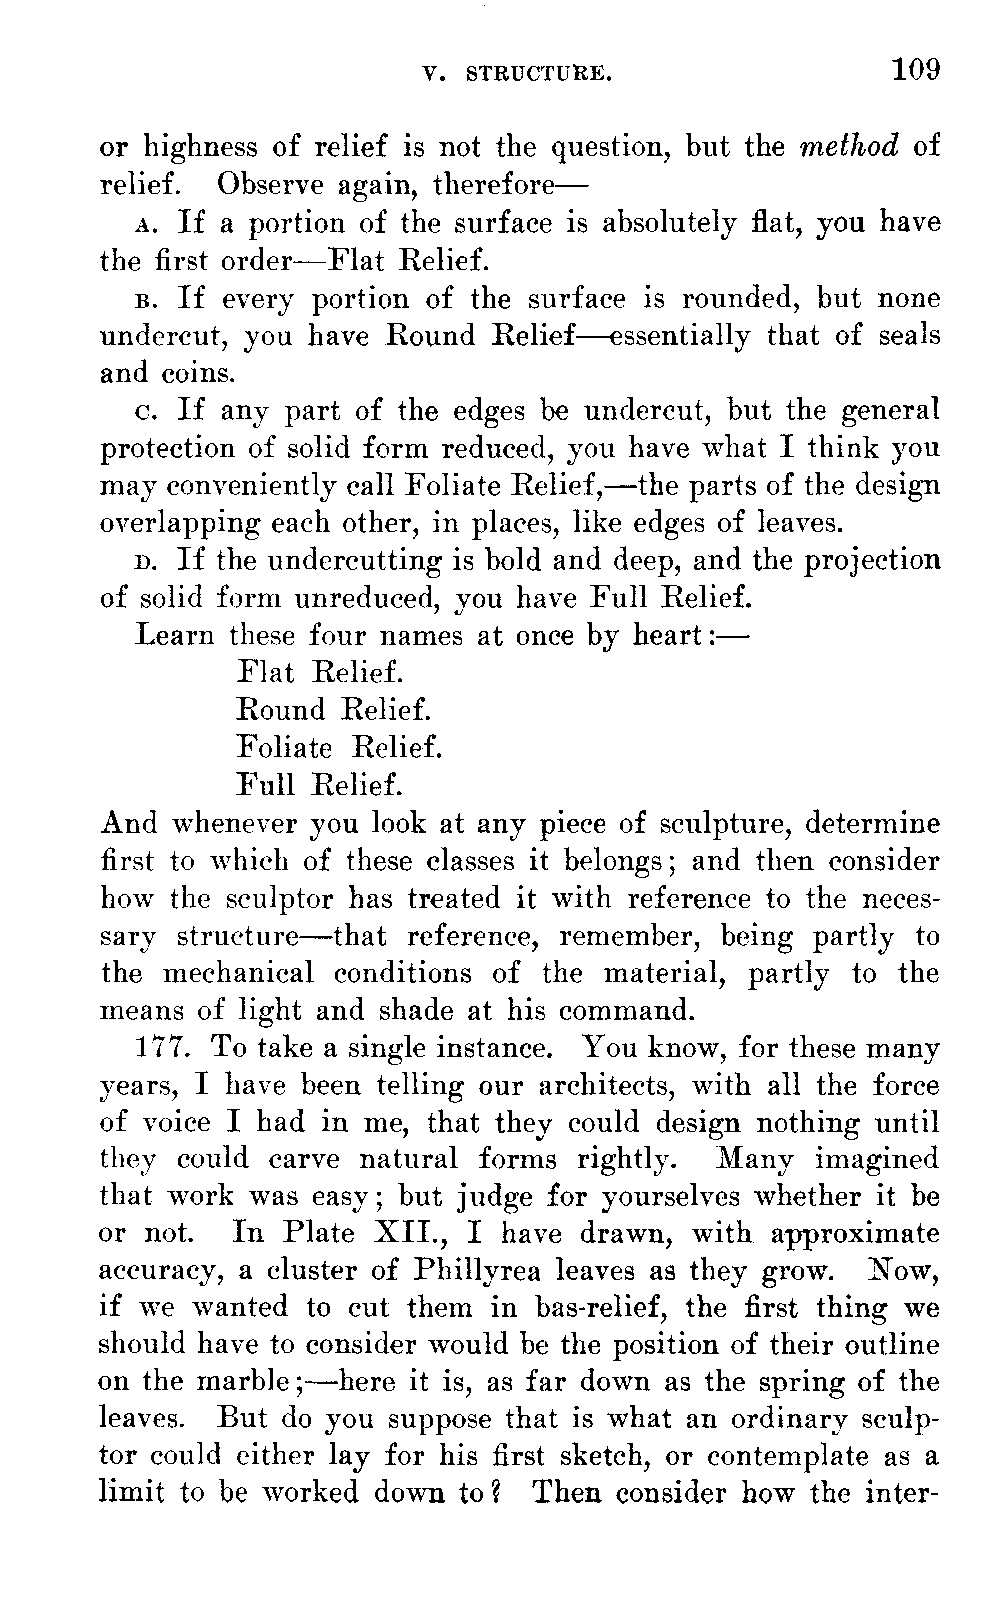 V. STRUCTURE. 109
or highness of relief is not the question, but the method of
relief. Observe again, therefore—
A. If a portion of the surface is absolutely flat, you have
the first order—Flat Relief.
B. If every portion of the surface is rounded, but none
undercut, you have Round Relief—essentially that of seals
and coins.
C. If any part of the edges be undercut, but the general
protection of solid form reduced, you have what I think you
may conveniently call Foliate Relief,—the parts of the design
overlapping each other, in places, like edges of leaves.
D. If the undercutting is bold and deep, and the projection
of solid form unreduced, you have Full Relief.
Learn these four names at once by heart:—
Flat Relief.
Round Relief.
Foliate Relief.
Full Relief.
And whenever you look at any piece of sculpture, determine
first to which of these classes it belongs; and then consider
how the sculptor has treated it with reference to the neces-
sary structure—that reference, remember, being partly to
the mechanical conditions of the material, partly to the
means of light and shade at his command.
177. To take a single instance. You know, for these many
years, I have been telling our architects, with all the force
of voice I had in me, that they could design nothing until
they could carve natural forms rightly. Many imagined
that work was easy; but judge for yourselves whether it be
or not. In Plate XII., I have drawn, with approximate
accuracy, a cluster of Phillyrea leaves as they grow. Now,
if we wanted to cut them in bas-relief, the first thing we
should have to consider would be the position of their outline
on the marble;—here it is, as far down as the spring of the
leaves. But do you suppose that is what an ordinary sculp-
tor could either lay for his first sketch, or contemplate as a
limit to be worked down to? Then consider how the inter-